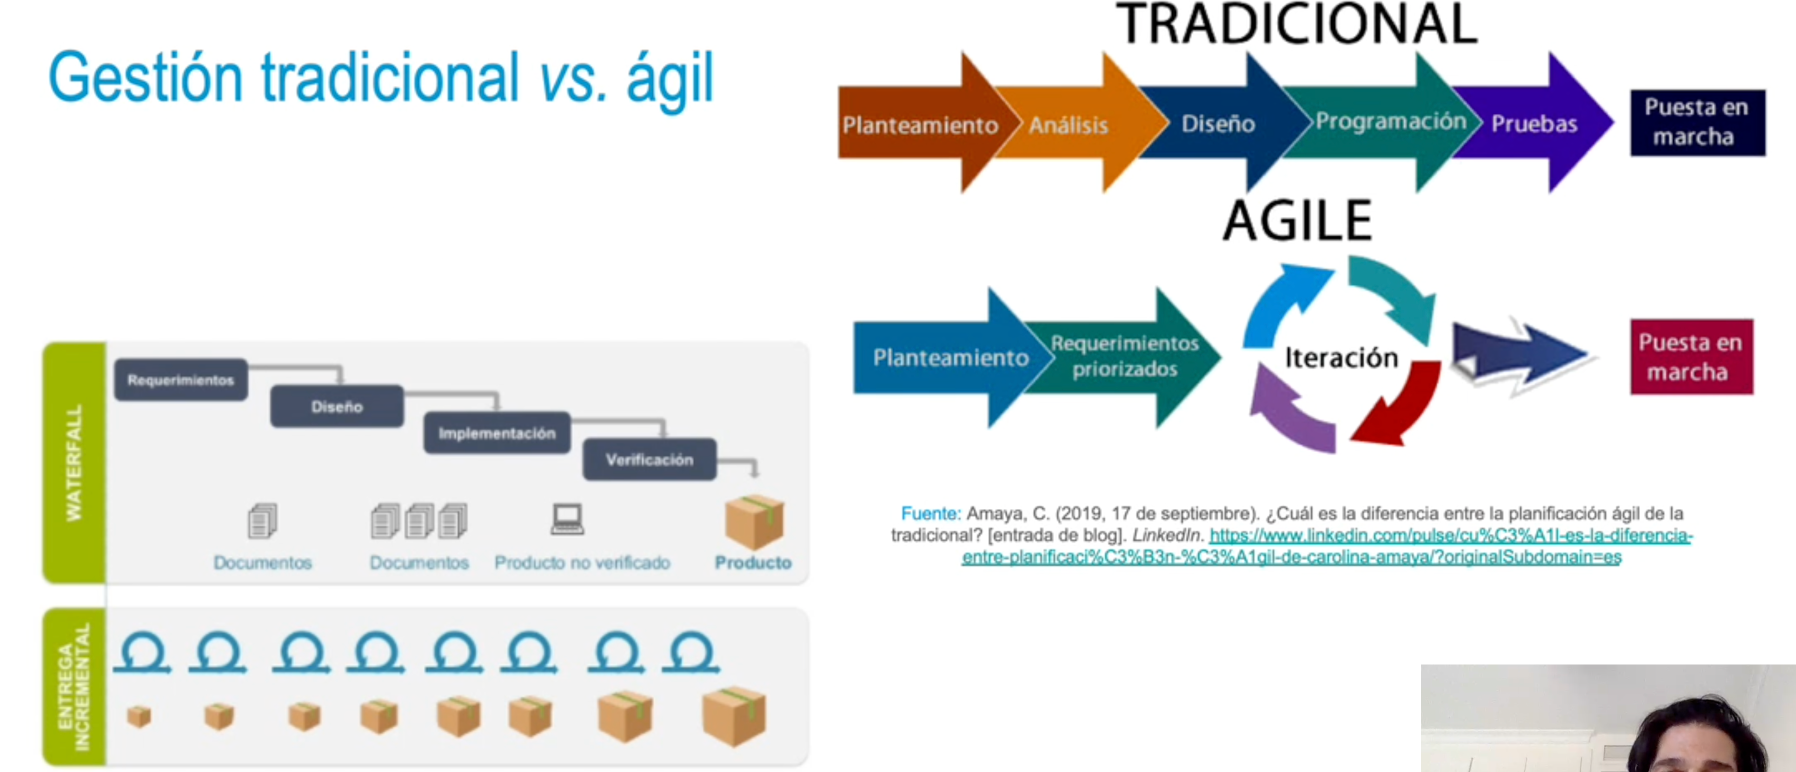 Gestión tradicional vs. ágil
TRADICIONAL
Planteamiento
Análisis
Diseño
Programación
Pruebas
Puesta en
marcha
AGILE
Planteamiento
Requerimientos
priorizados
Iteración
Puesta en
marcha
Fuente: Amaya, C. (2019, 17 de septiembre). ¿Cuál es la diferencia entre la planificación ágil de la
tradicional? [entrada de blog]. LinkedIn. https://www.linkedin.com/pulse/cu%C3%A1l-es-la-diferencia-
entre-planificaci%C3%B3n-%C3%A1gil-de-carolina-amaya/?originalSubdomain=es
WATERFALL
Requerimientos
Diseño
Implementación
Verificación
Documentos
Documentos
Producto no verificado
Producto
ENTREGA
INCREMENTAL